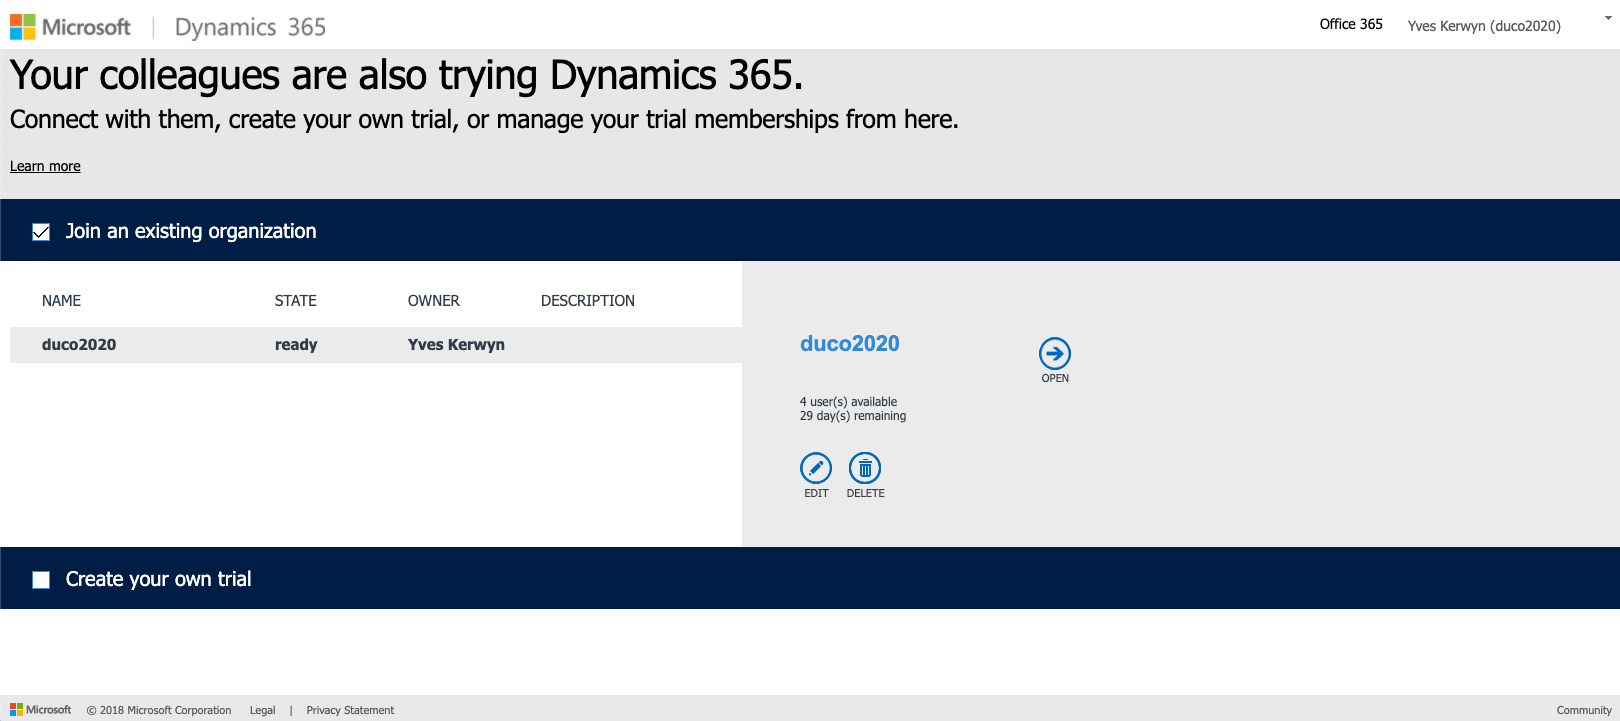 Microsoft | Dynamics 365 Office 365 Yves Kerwyn (duco2020)
Your colleagues are also trying Dynamics 365.
Connect with them, create your own trial, or manage your trial memberships from here.
Learn more
Join an existing organization
NAME STATE OWNER DESCRIPTION
duco2020 ready Yves Kerwyn
duco2020
OPEN
4 user(s) available
29 day(s) remaining
EDIT DELETE
Create your own trial
Microsoft © 2018 Microsoft Corporation Legal | Privacy Statement Community